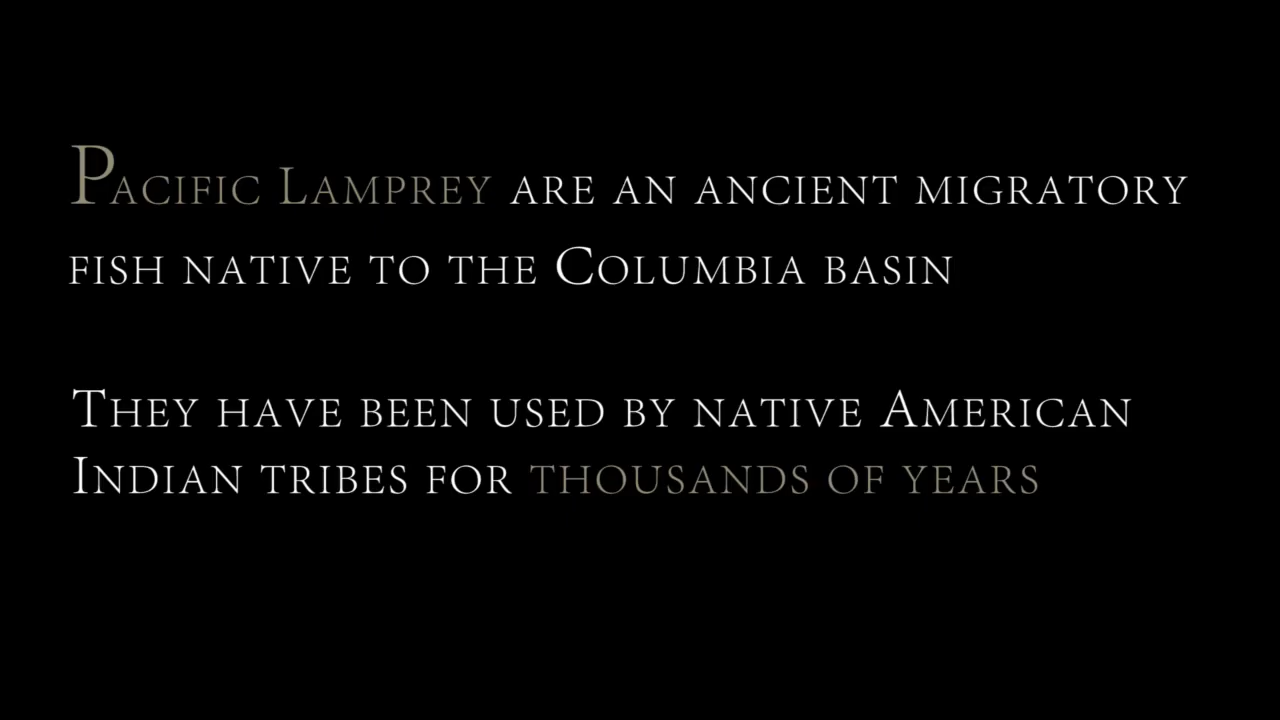 Pacific Lamprey are an ancient migratory
fish native to the Columbia basin
They have been used by native American
Indian tribes for thousands of years